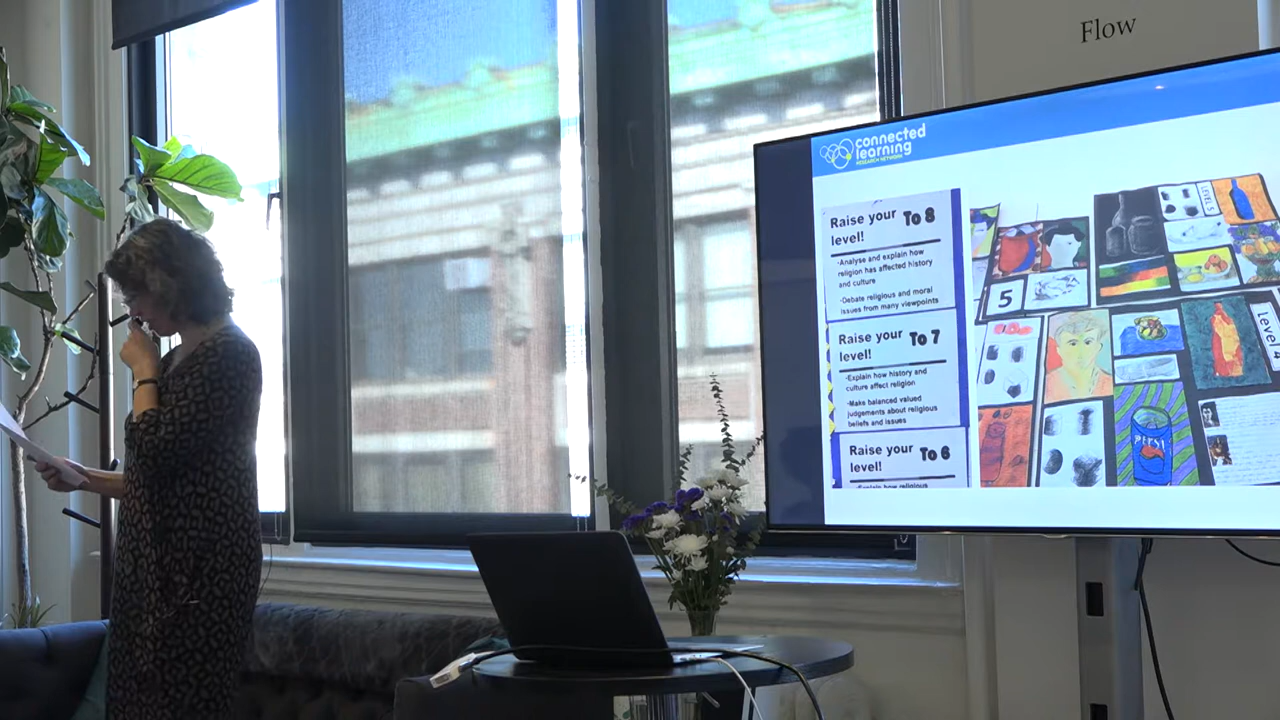 Flow
connected
learning
RESEARCH NETWORK
Raise your To 8
level!
-Analyse and explain how
religion has affected history
and culture
-Debate religious and moral
issues from many viewpoints
Raise your To 7
level!
-Explain how history and
culture affect religion
-Make balanced valued
judgements about religious
beliefs and issues
Raise your To 6
level!
-Explain how religious
LEVEL 5
5
Level 4
PEPSI